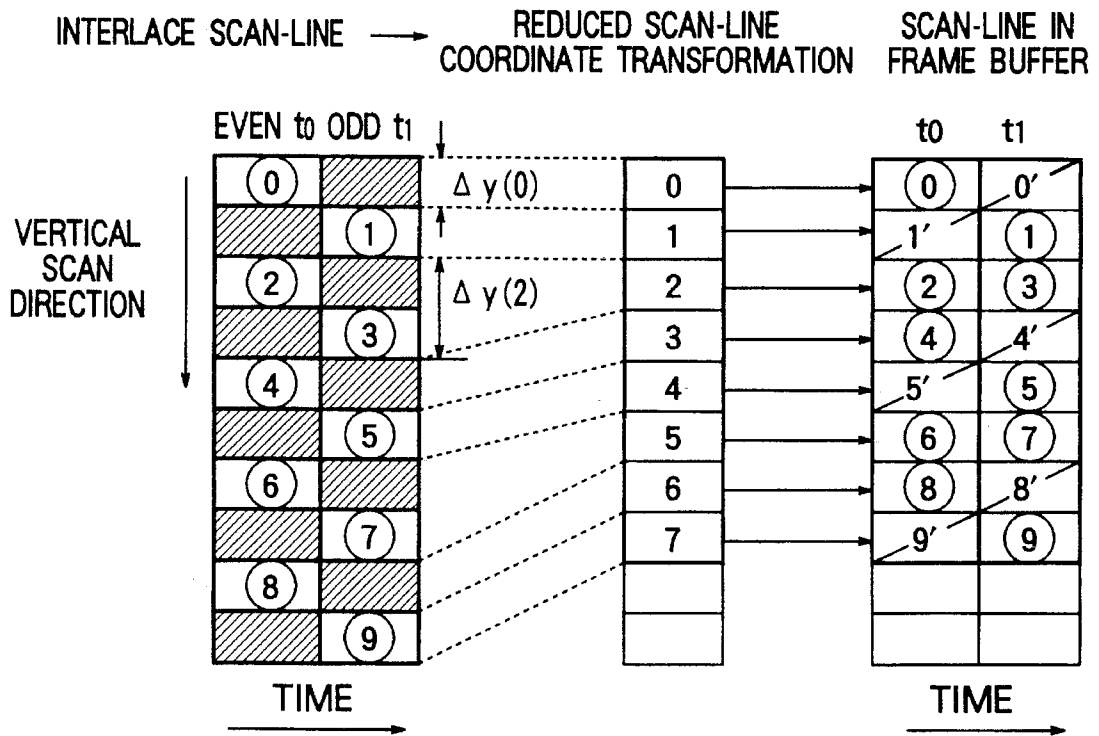 INTERLACE SCAN-LINE
REDUCED SCAN-LINE
COORDINATE TRANSFORMATION
SCAN-LINE IN
FRAME BUFFER
EVEN t0 ODD t1
t0 t1
VERTICAL
SCAN
DIRECTION
Δy(0)
Δy(2)
0
1
2
3
4
5
6
7
8
9
0
1
2
3
4
5
6
7
0 0′
1′ 1
2 3
4 4′
5′ 5
6 7
8 8′
9′ 9
TIME
TIME